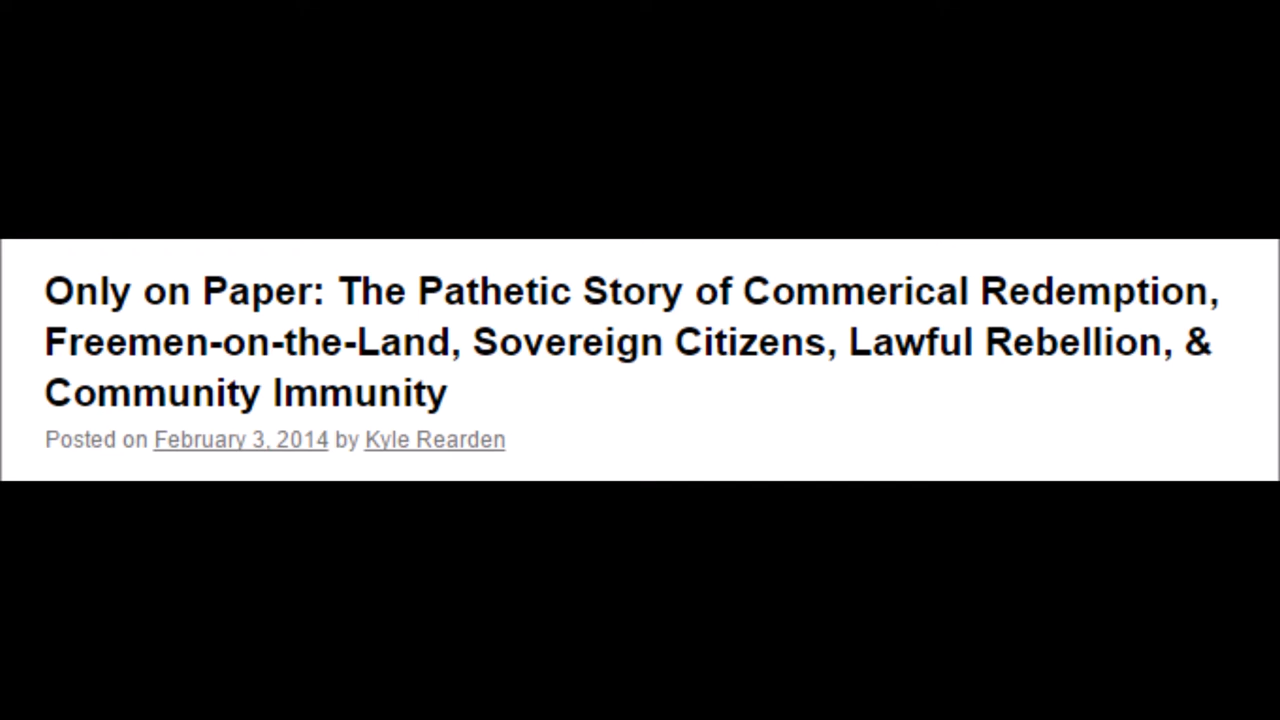 Only on Paper: The Pathetic Story of Commerical Redemption,
Freemen-on-the-Land, Sovereign Citizens, Lawful Rebellion, &
Community Immunity
Posted on February 3, 2014 by Kyle Rearden